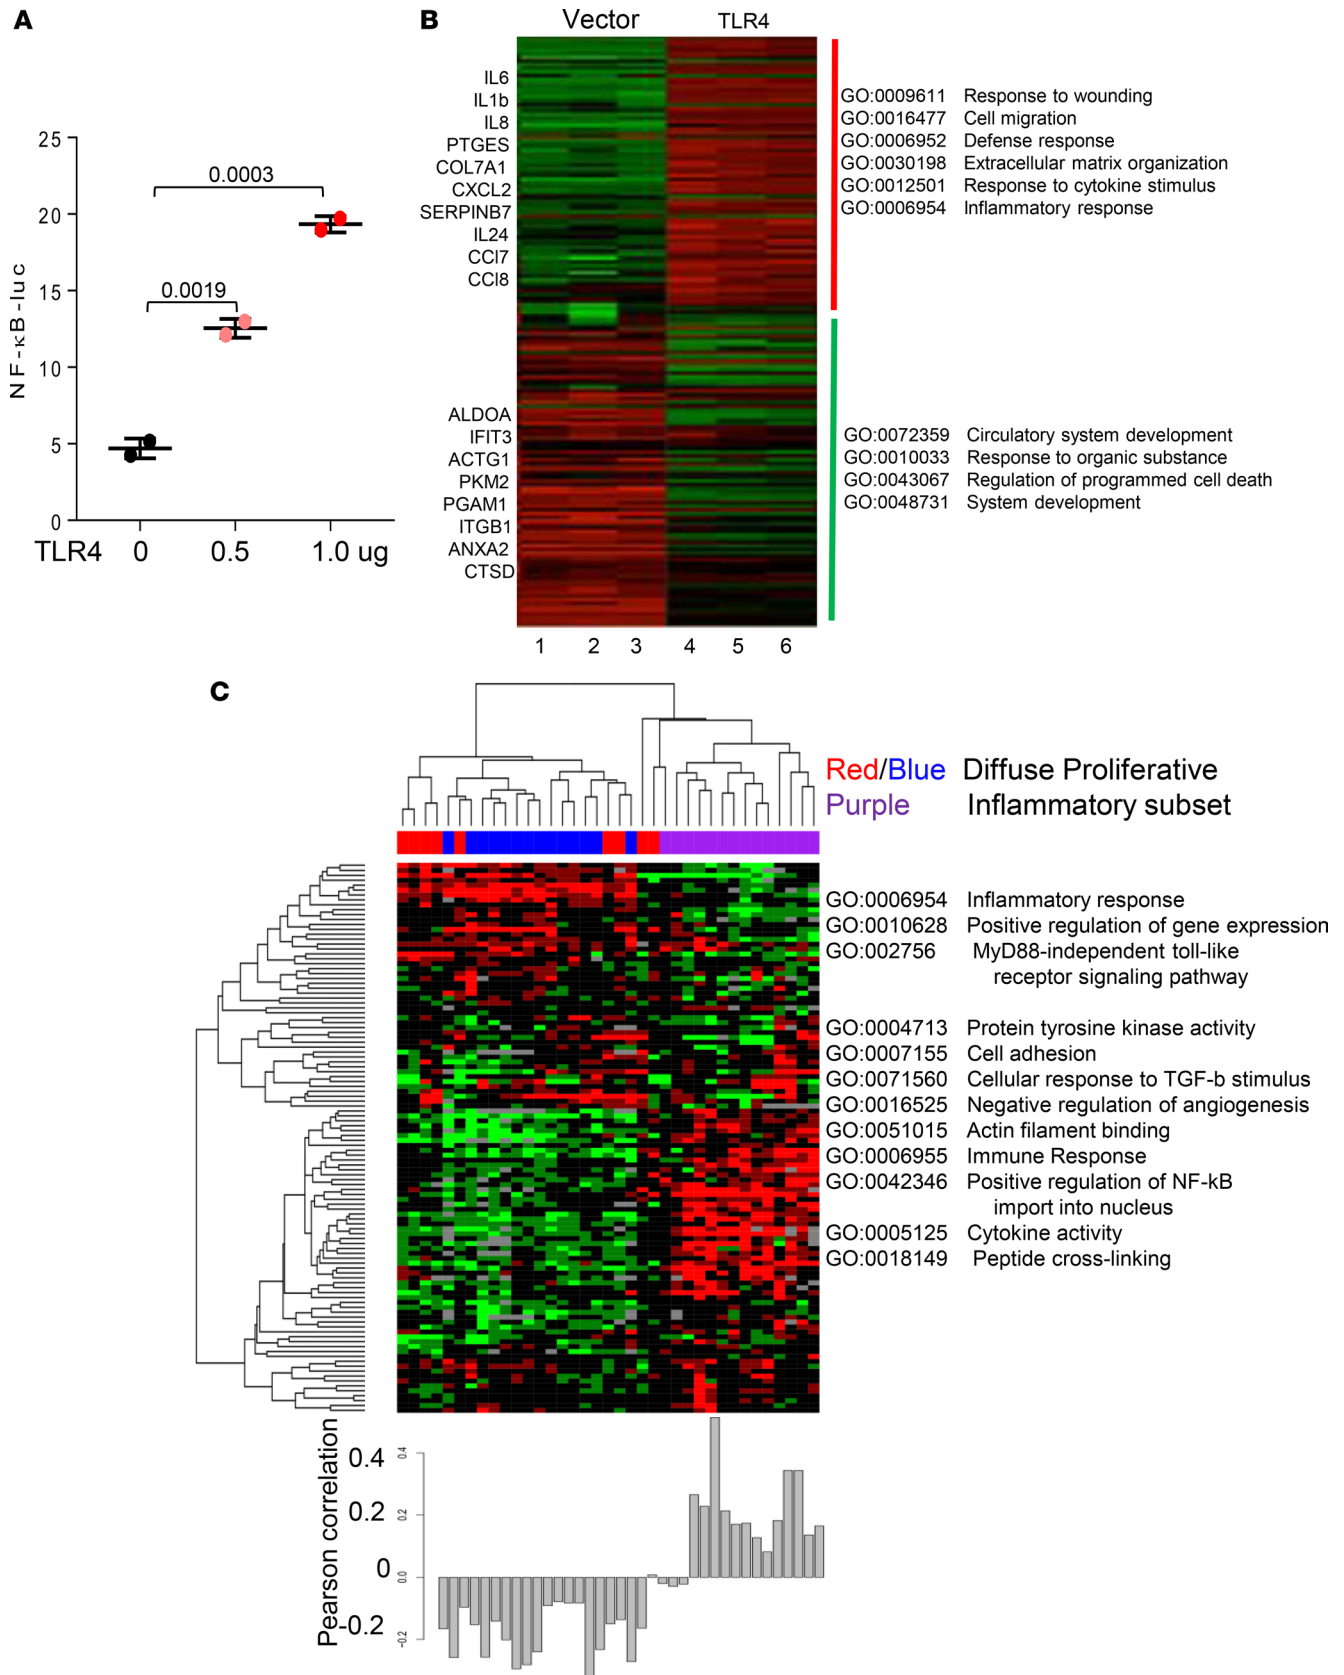 A
NF-κB-luc
25
20
15
10
5
0
0.0003
0.0019
TLR4 0 0.5 1.0 ug
B
Vector TLR4
IL6
IL1b
IL8
PTGES
COL7A1
CXCL2
SERPINB7
IL24
CCl7
CCl8
ALDOA
IFIT3
ACTG1
PKM2
PGAM1
ITGB1
ANXA2
CTSD
1 2 3 4 5 6
GO:0009611 Response to wounding
GO:0016477 Cell migration
GO:0006952 Defense response
GO:0030198 Extracellular matrix organization
GO:0012501 Response to cytokine stimulus
GO:0006954 Inflammatory response
GO:0072359 Circulatory system development
GO:0010033 Response to organic substance
GO:0043067 Regulation of programmed cell death
GO:0048731 System development
C
Red/Blue Diffuse Proliferative
Purple Inflammatory subset
GO:0006954 Inflammatory response
GO:0010628 Positive regulation of gene expression
GO:002756 MyD88-independent toll-like
receptor signaling pathway
GO:0004713 Protein tyrosine kinase activity
GO:0007155 Cell adhesion
GO:0071560 Cellular response to TGF-b stimulus
GO:0016525 Negative regulation of angiogenesis
GO:0051015 Actin filament binding
GO:0006955 Immune Response
GO:0042346 Positive regulation of NF-kB
import into nucleus
GO:0005125 Cytokine activity
GO:0018149 Peptide cross-linking
Pearson correlation
0.4
0.2
0
-0.2
0.4
0.2
0.0
-0.2